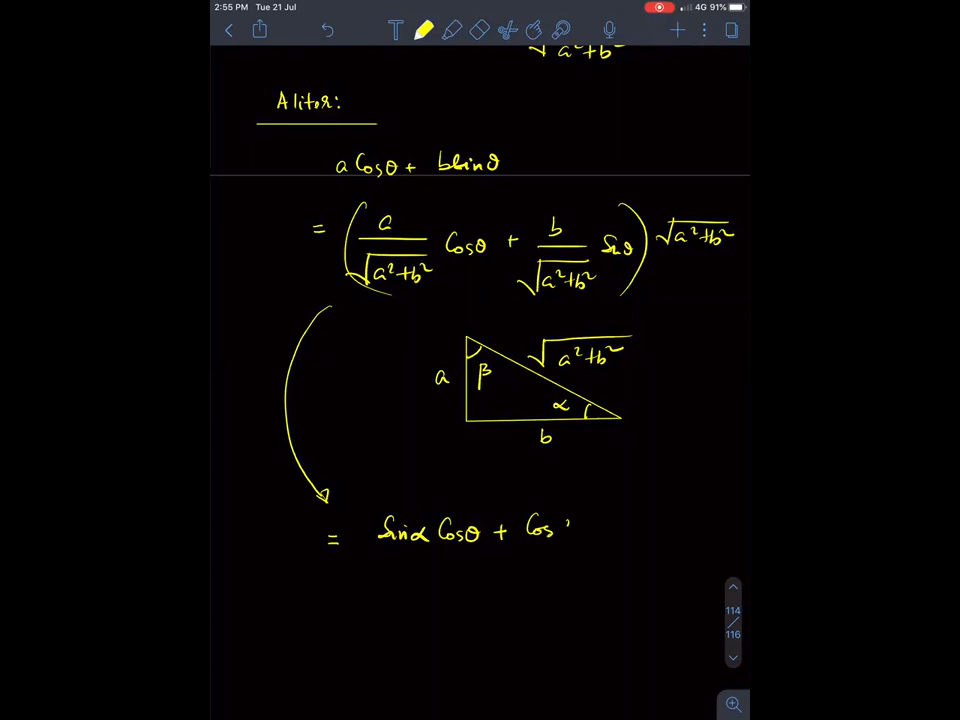 2:55 PM Tue 21 Jul
4G 91%
T
√a²+b²
Alitor:
a Cosθ + b Sinθ
= ( a/√a²+b² Cosθ + b/√a²+b² Sinθ ) √a²+b²
√a²+b²
a β
α
b
= Sinα Cosθ + Cos
114
116